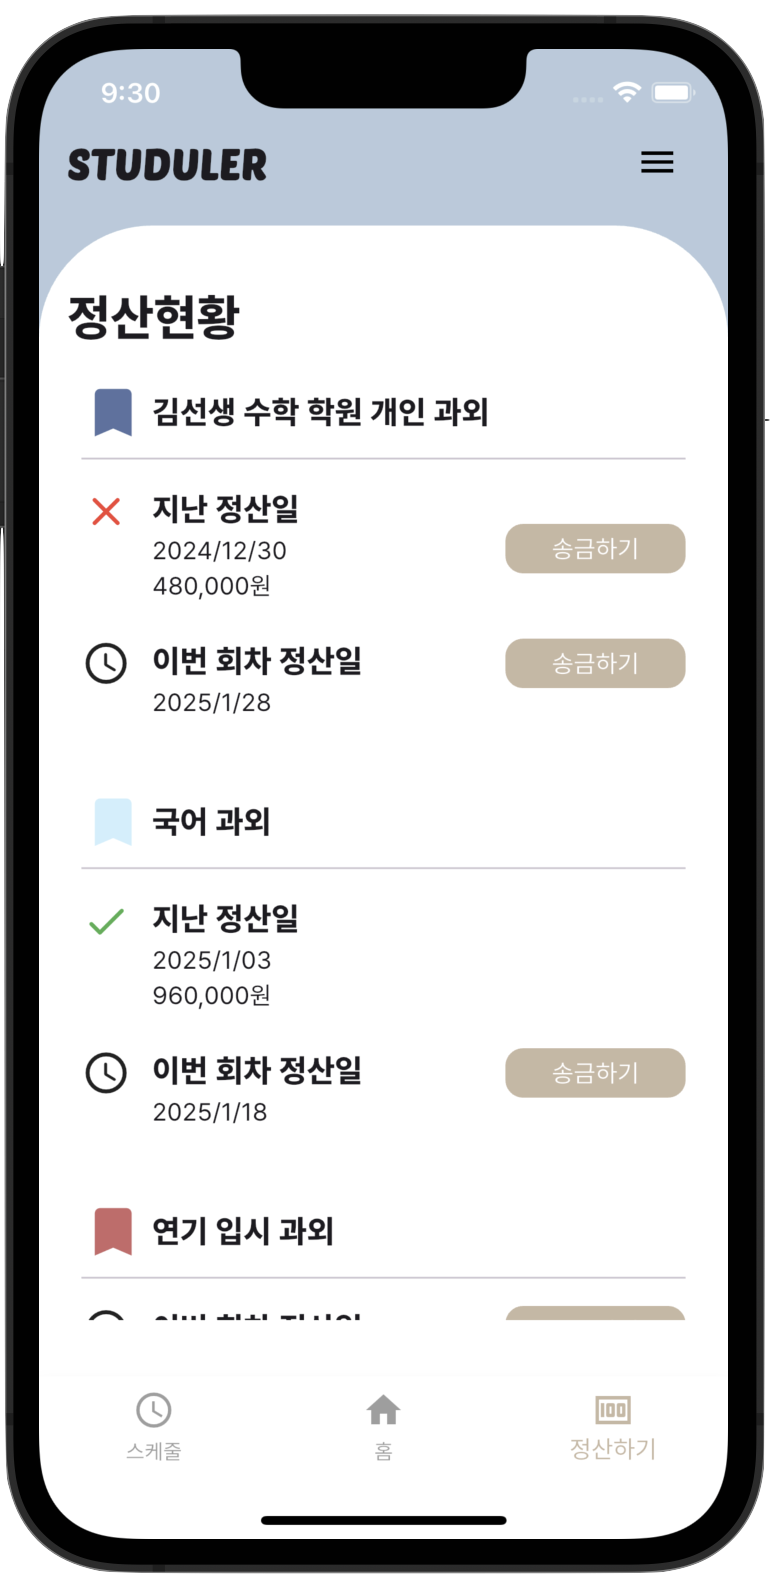 9:30
STUDULER
정산현황
김선생 수학 학원 개인 과외
지난 정산일
2024/12/30
480,000원
송금하기
이번 회차 정산일
2025/1/28
송금하기
국어 과외
지난 정산일
2025/1/03
960,000원
이번 회차 정산일
2025/1/18
송금하기
연기 입시 과외
스케줄
홈
100
정산하기